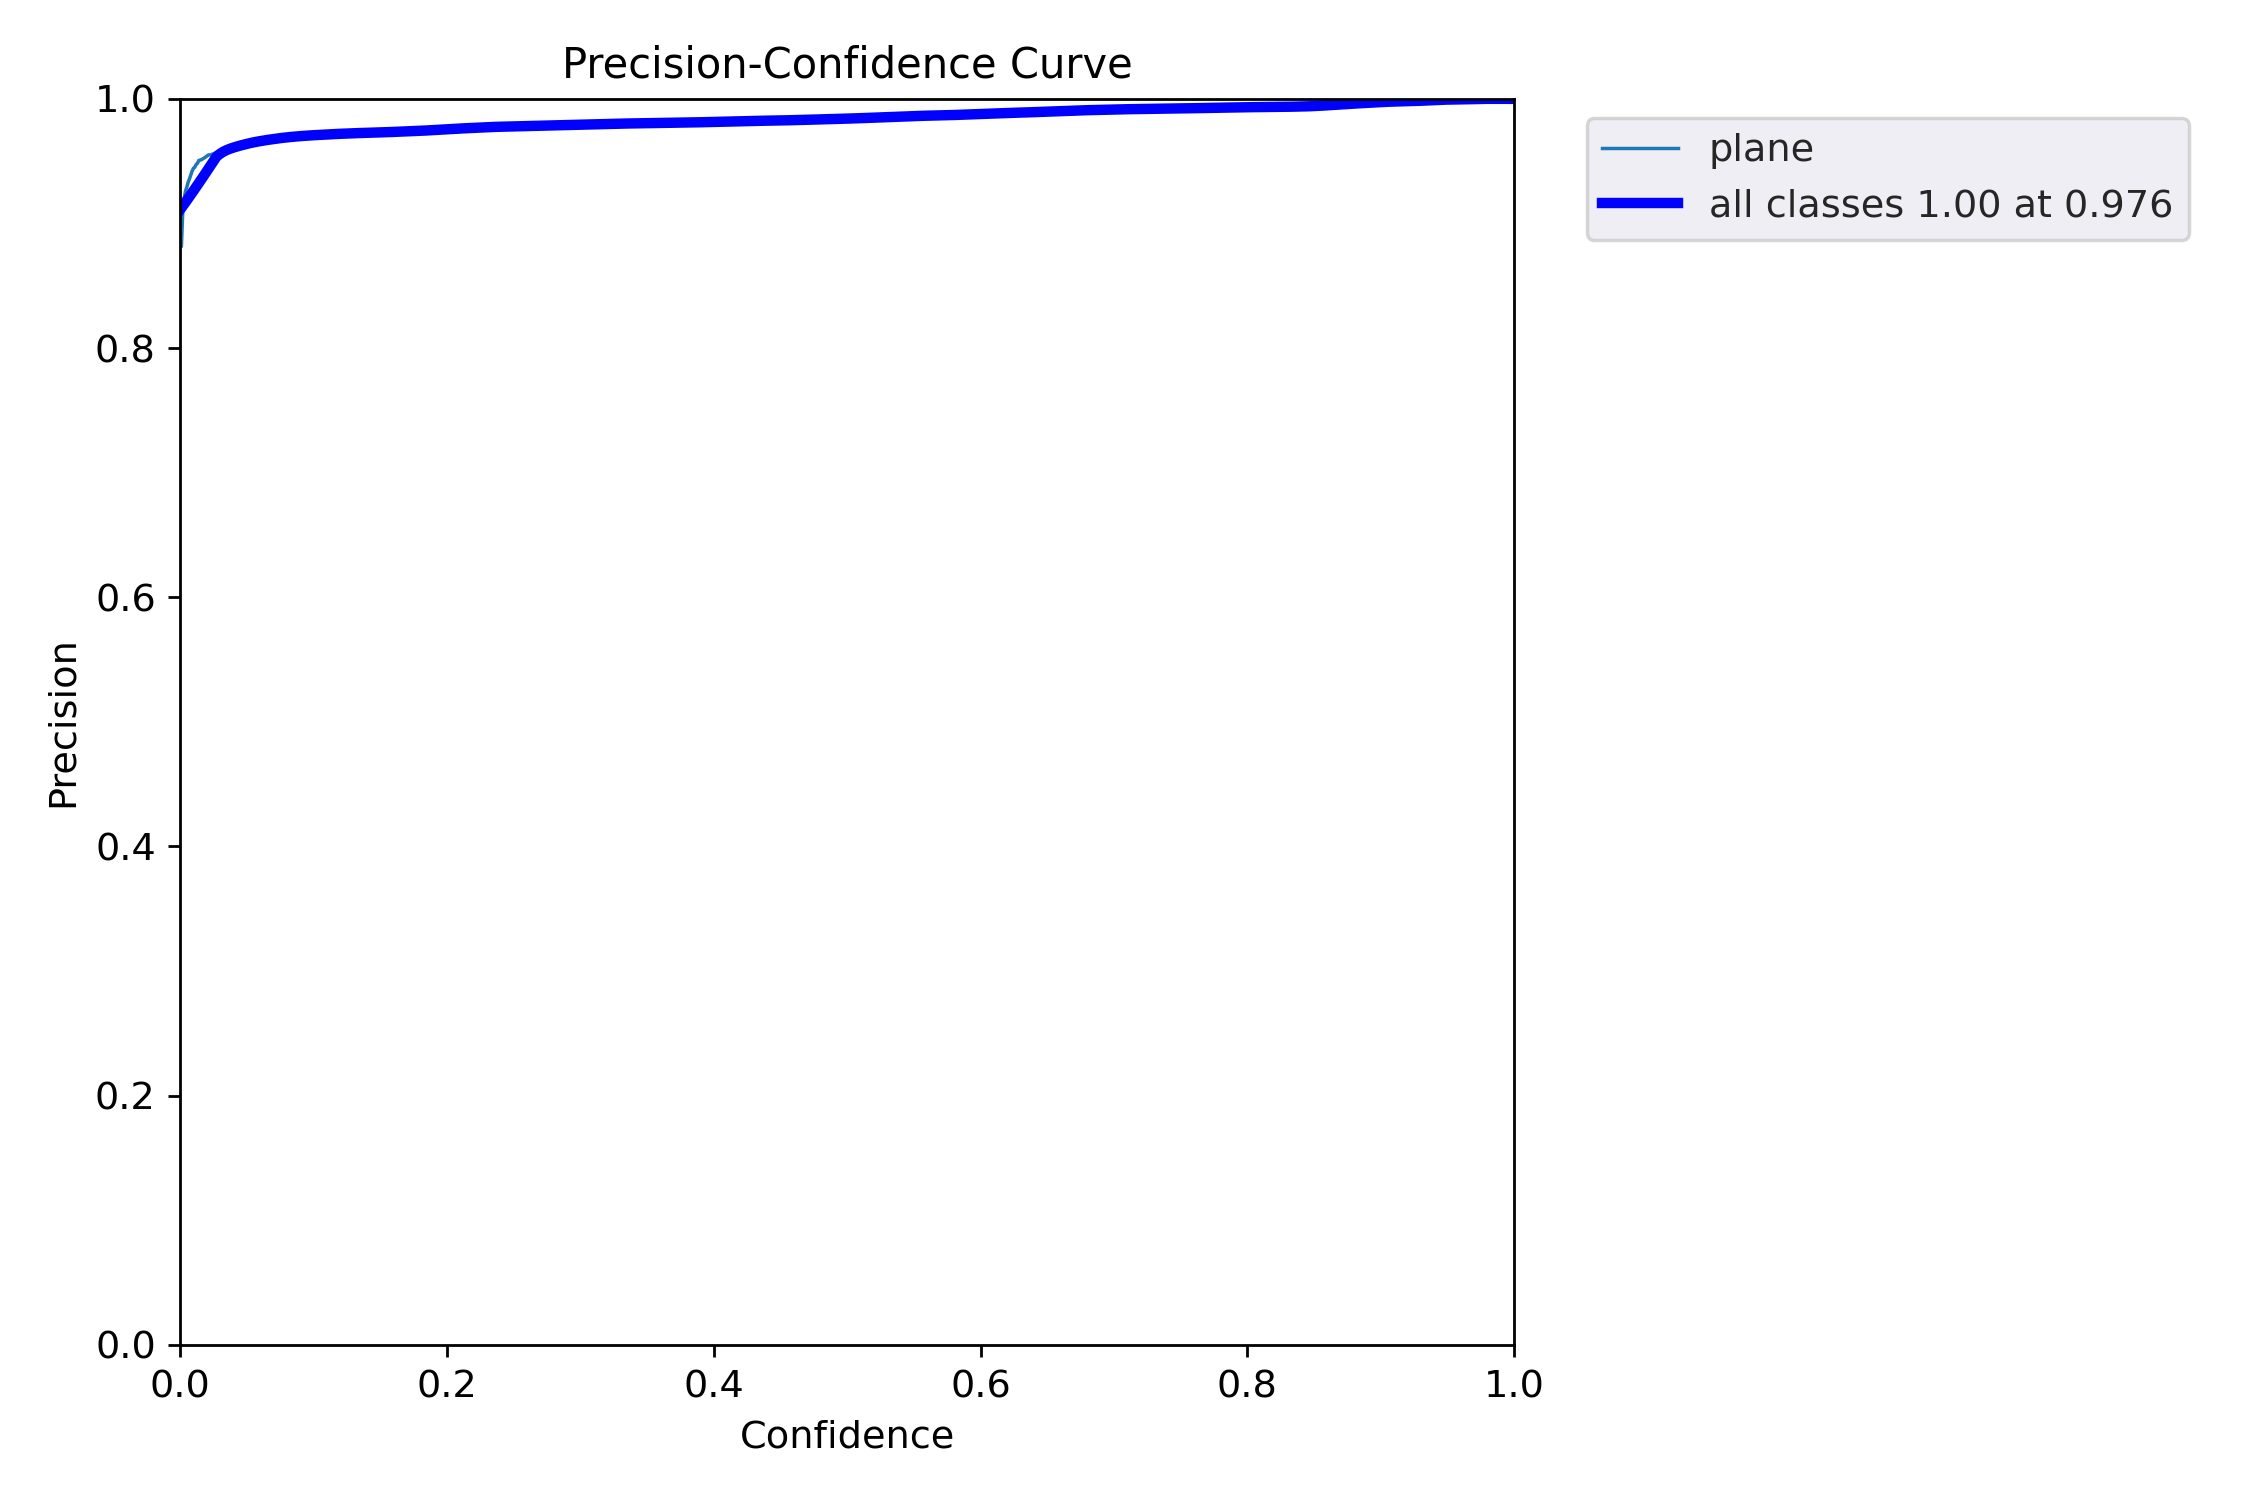 Precision-Confidence Curve
1.0
0.8
0.6
0.4
0.2
0.0
Precision
0.0 0.2 0.4 0.6 0.8 1.0
Confidence
plane
all classes 1.00 at 0.976